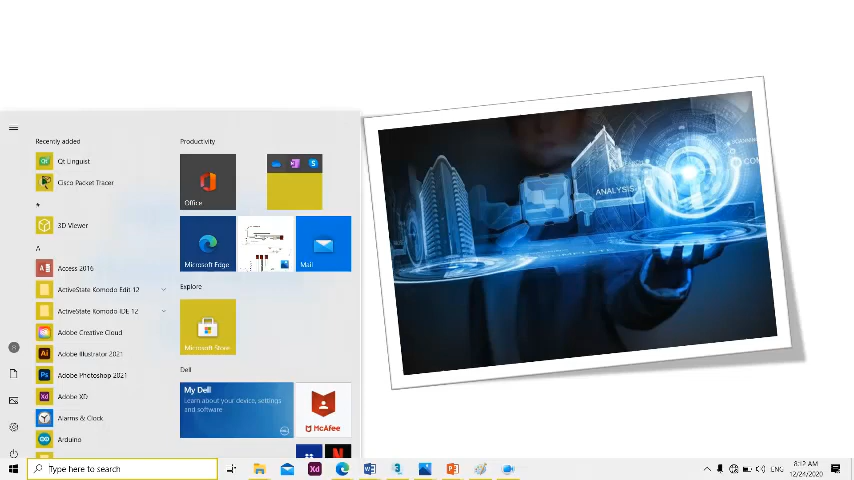 Recently added
Qt Linguist
Cisco Packet Tracer
#
3D Viewer
A
Access 2016
ActiveState Komodo Edit 12
ActiveState Komodo IDE 12
Adobe Creative Cloud
Adobe Illustrator 2021
Adobe Photoshop 2021
Adobe XD
Alarms & Clock
Arduino
Productivity
Office
Microsoft Edge
Mail
Explore
Microsoft Store
Dell
My Dell
Learn about your device, settings
and software
McAfee
ANALYSIS
Type here to search
Xd
8:12 AM
12/24/2020